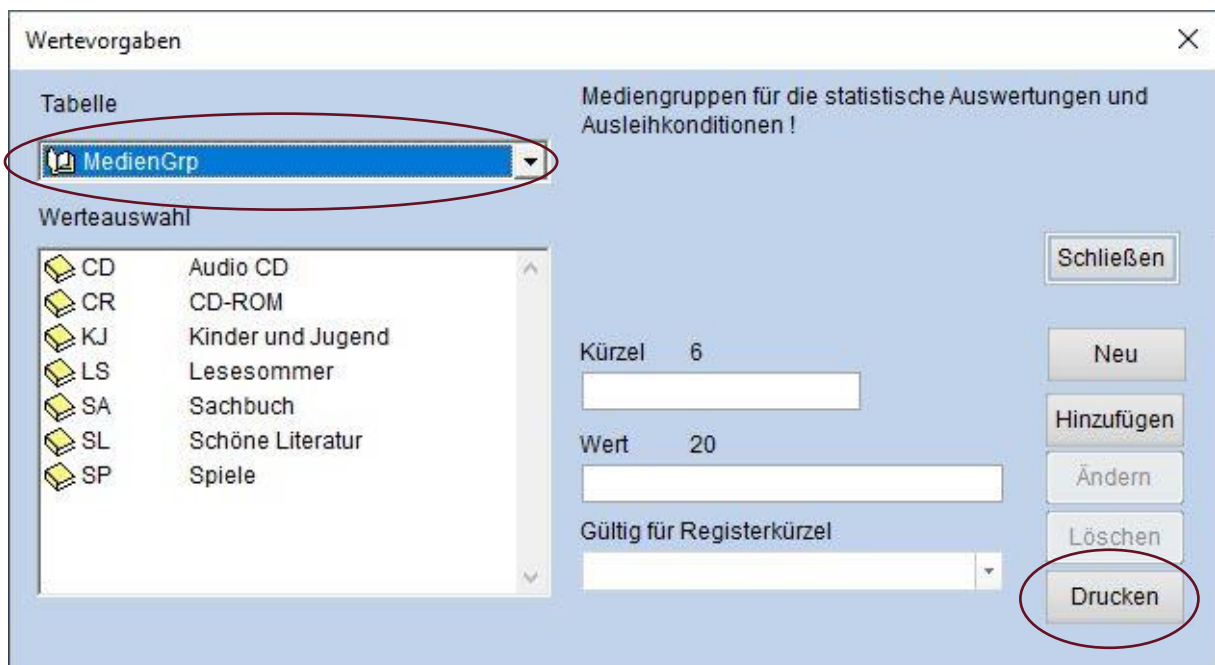 Wertevorgaben
Tabelle
MedienGrp
Mediengruppen für die statistische Auswertungen und
Ausleihkonditionen !
Werteauswahl
CD Audio CD
CR CD-ROM
KJ Kinder und Jugend
LS Lesesommer
SA Sachbuch
SL Schöne Literatur
SP Spiele
Kürzel 6
Wert 20
Gültig für Registerkürzel
Schließen
Neu
Hinzufügen
Ändern
Löschen
Drucken